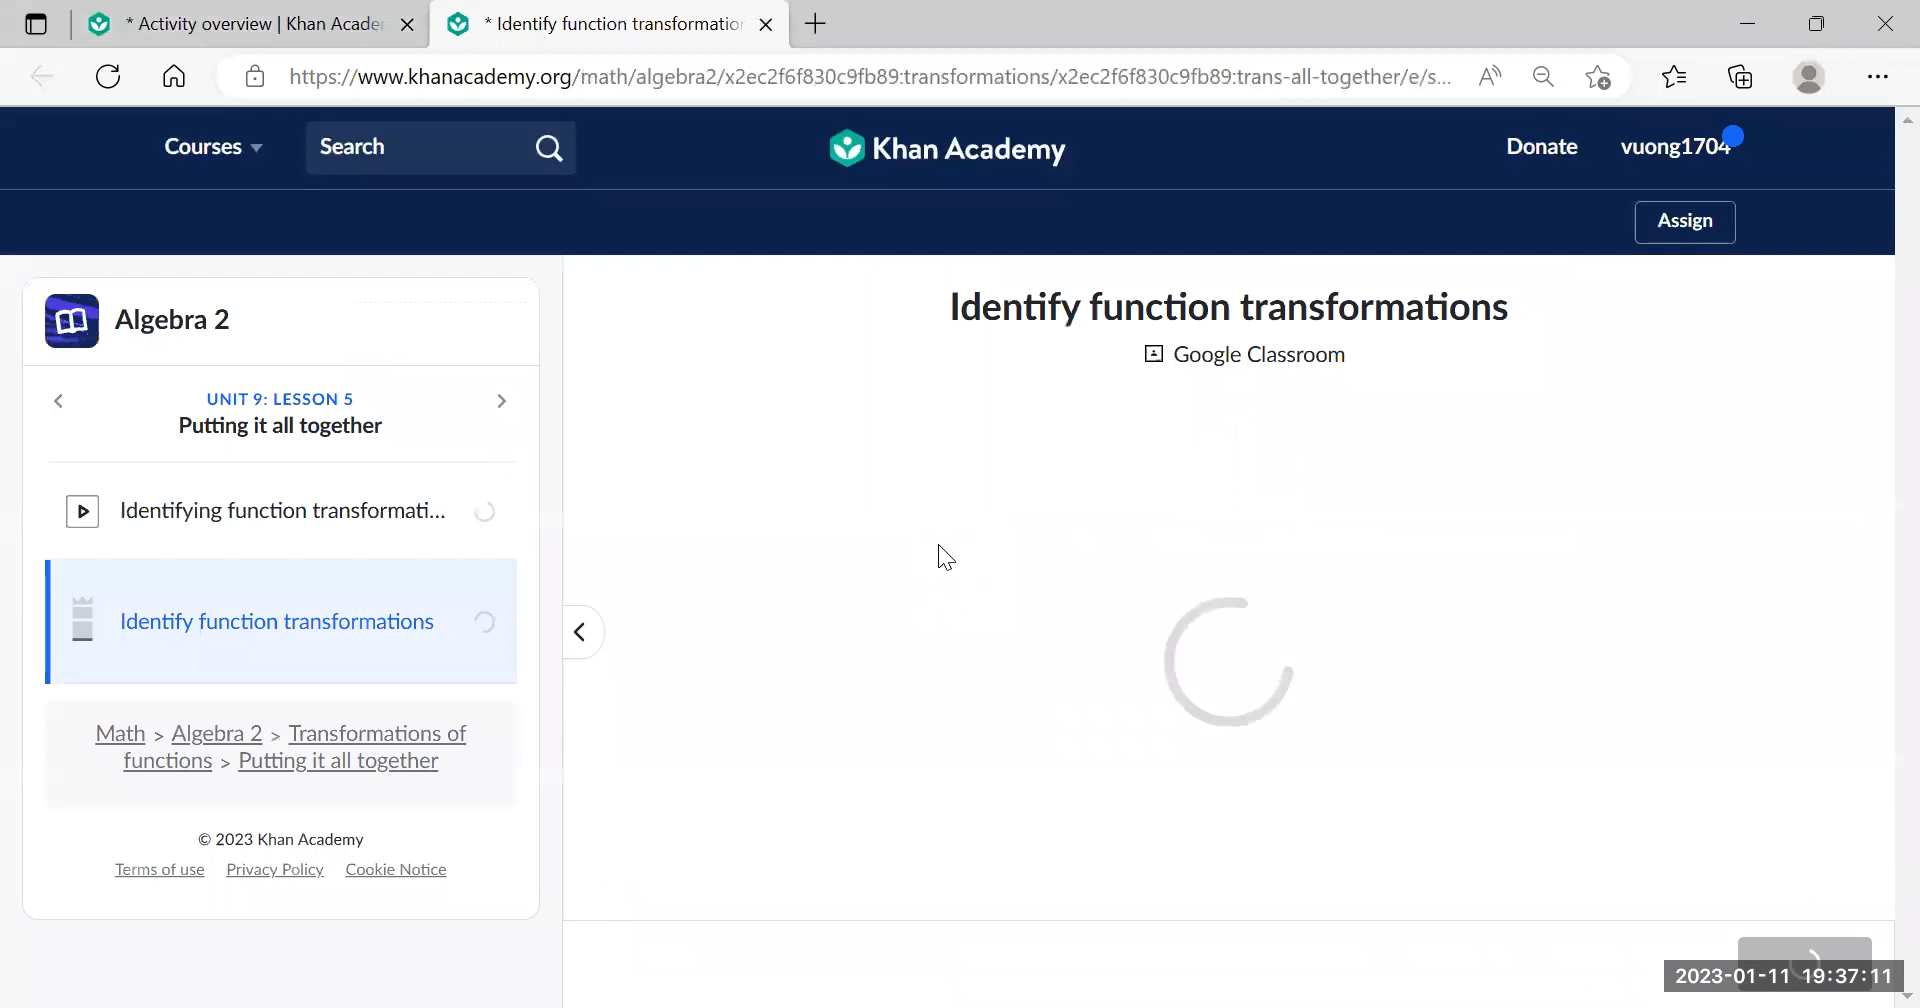 * Activity overview | Khan Acade
* Identify function transformation
https://www.khanacademy.org/math/algebra2/x2ec2f6f830c9fb89:transformations/x2ec2f6f830c9fb89:trans-all-together/e/s...
Courses
Search
Khan Academy
Donate
vuong1704
Assign
Algebra 2
UNIT 9: LESSON 5
Putting it all together
Identifying function transformati...
Identify function transformations
Math > Algebra 2 > Transformations of
functions > Putting it all together
© 2023 Khan Academy
Terms of use Privacy Policy Cookie Notice
Identify function transformations
Google Classroom
2023-01-11 19:37:11